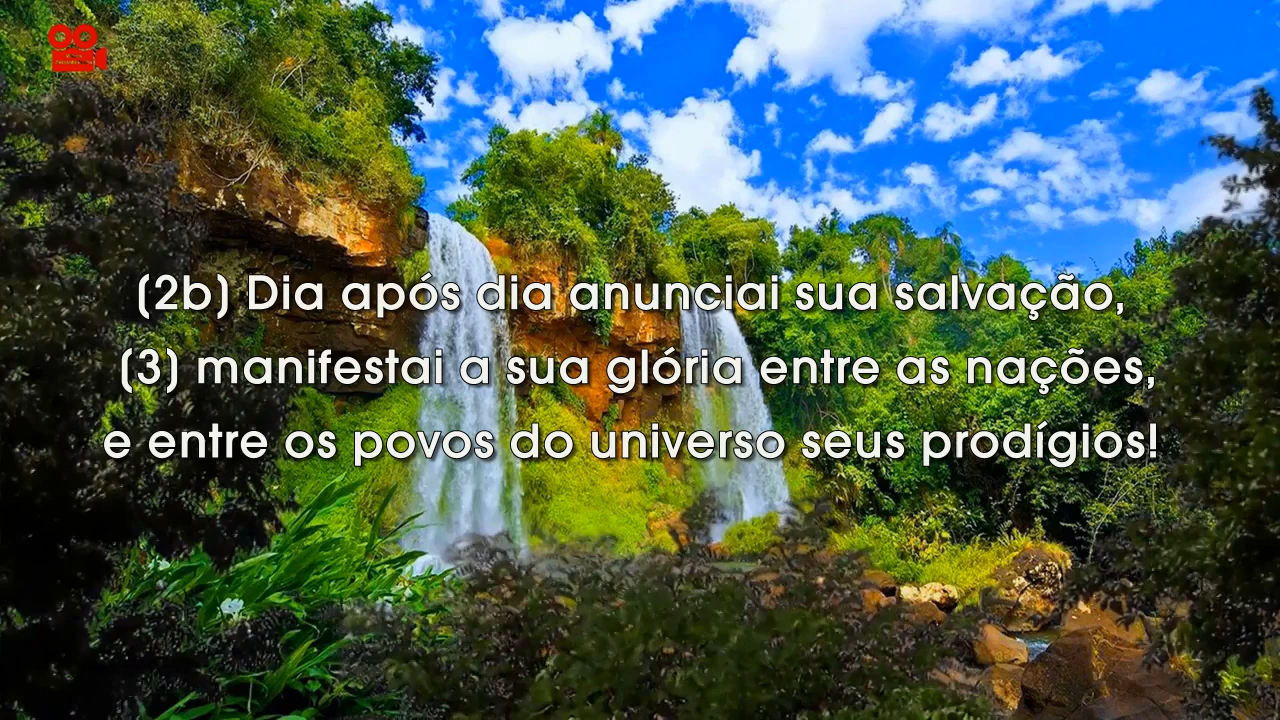 (2b) Dia após dia anunciai sua salvação,
(3) manifestai a sua glória entre as nações,
e entre os povos do universo seus prodígios!